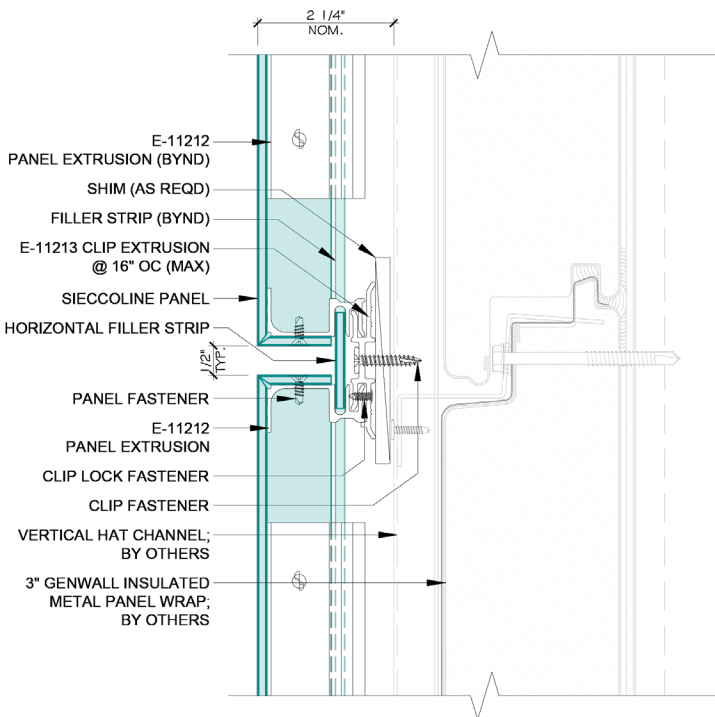 2 1/4"
NOM.
E-11212
PANEL EXTRUSION (BYND)
SHIM (AS REQD)
FILLER STRIP (BYND)
E-11213 CLIP EXTRUSION
@ 16" OC (MAX)
SIECCOLINE PANEL
HORIZONTAL FILLER STRIP
1/2"
TYP.
PANEL FASTENER
E-11212
PANEL EXTRUSION
CLIP LOCK FASTENER
CLIP FASTENER
VERTICAL HAT CHANNEL;
BY OTHERS
3" GENWALL INSULATED
METAL PANEL WRAP;
BY OTHERS